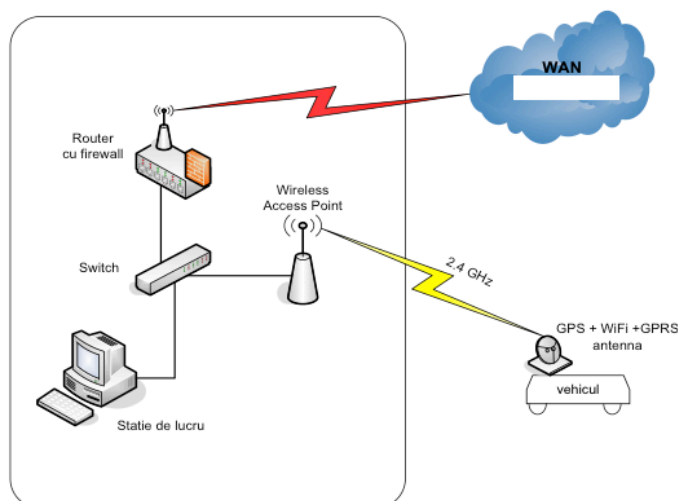 WAN
Router
cu firewall
Wireless
Access Point
Switch
2.4 GHz
GPS + WiFi +GPRS
antenna
vehicul
Statie de lucru